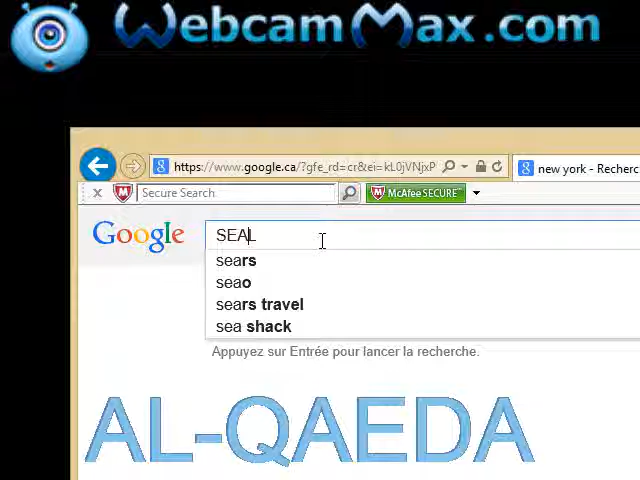 WebcamMax.com
https://www.google.ca/?gfe_rd=cr&ei=kL0jVNjxP
new york - Recherc
x Secure Search McAfee SECURE™
Google SEAL
sears
seao
sears travel
sea shack
Appuyez sur Entrée pour lancer la recherche.
AL-QAEDA